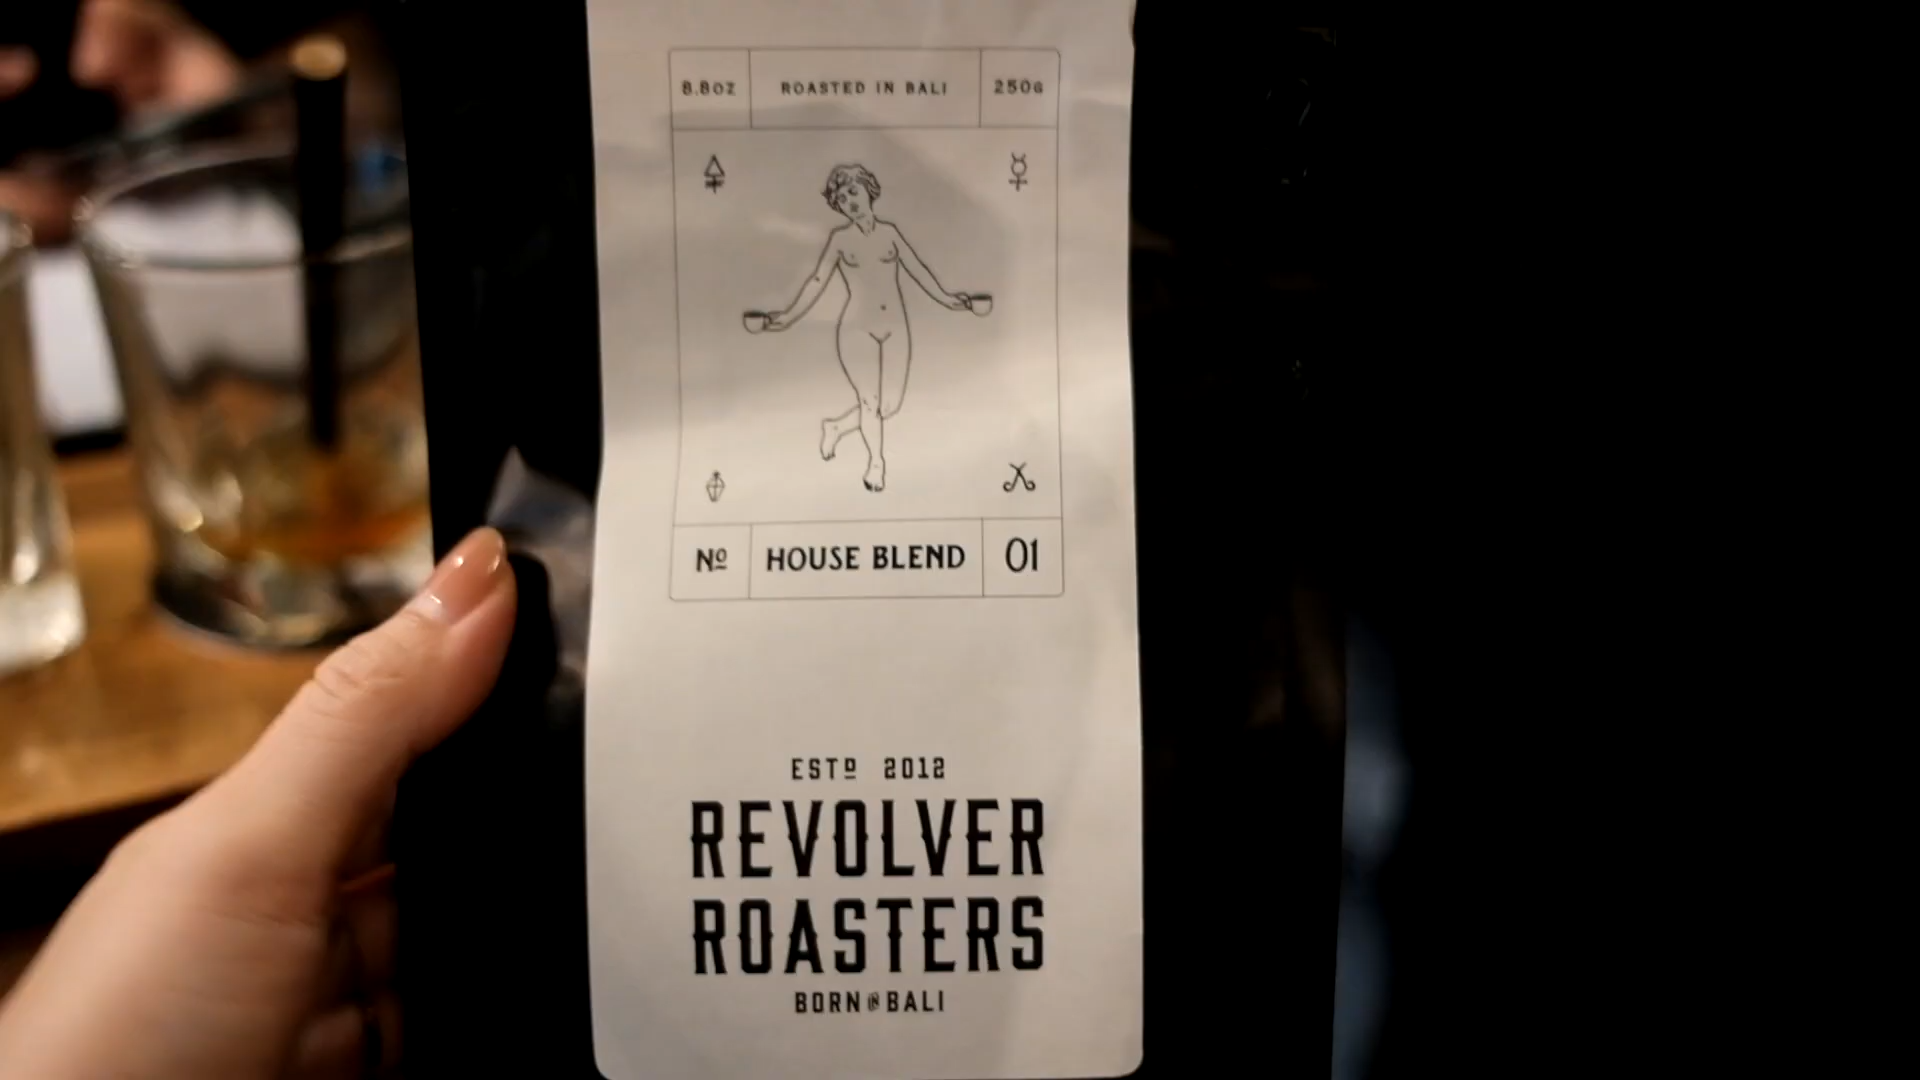 8.8OZ ROASTED IN BALI 250G
Nº HOUSE BLEND 01
ESTD 2012
REVOLVER
ROASTERS
BORN IN BALI